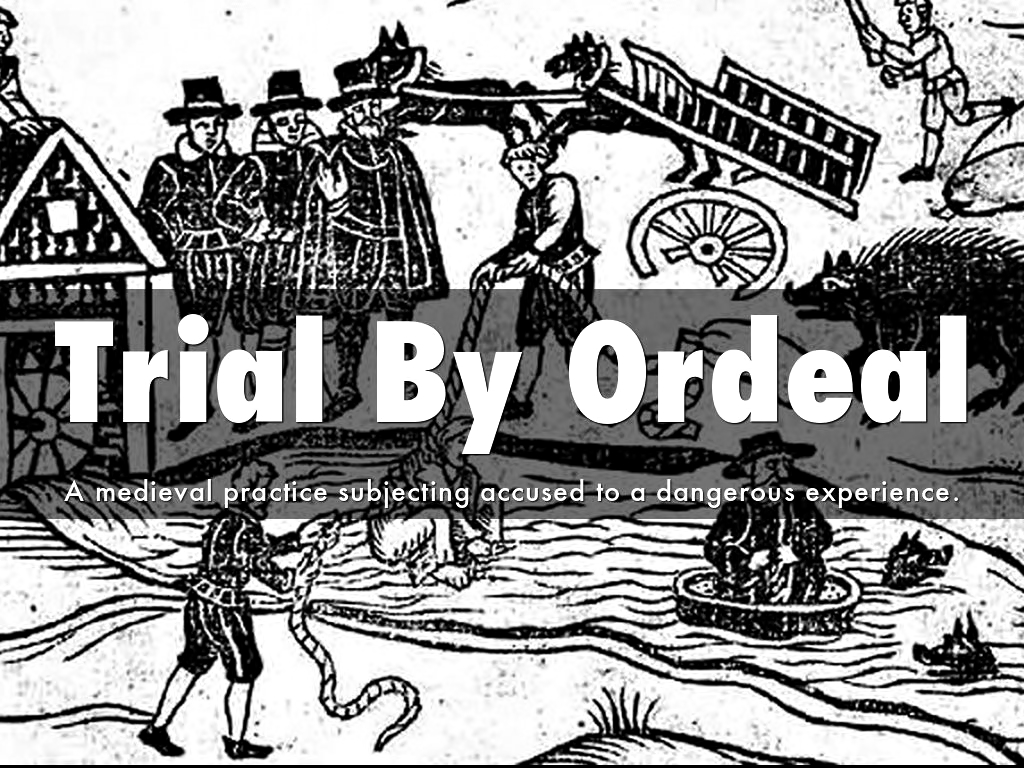 Trial By Ordeal
A medieval practice subjecting accused to a dangerous experience.